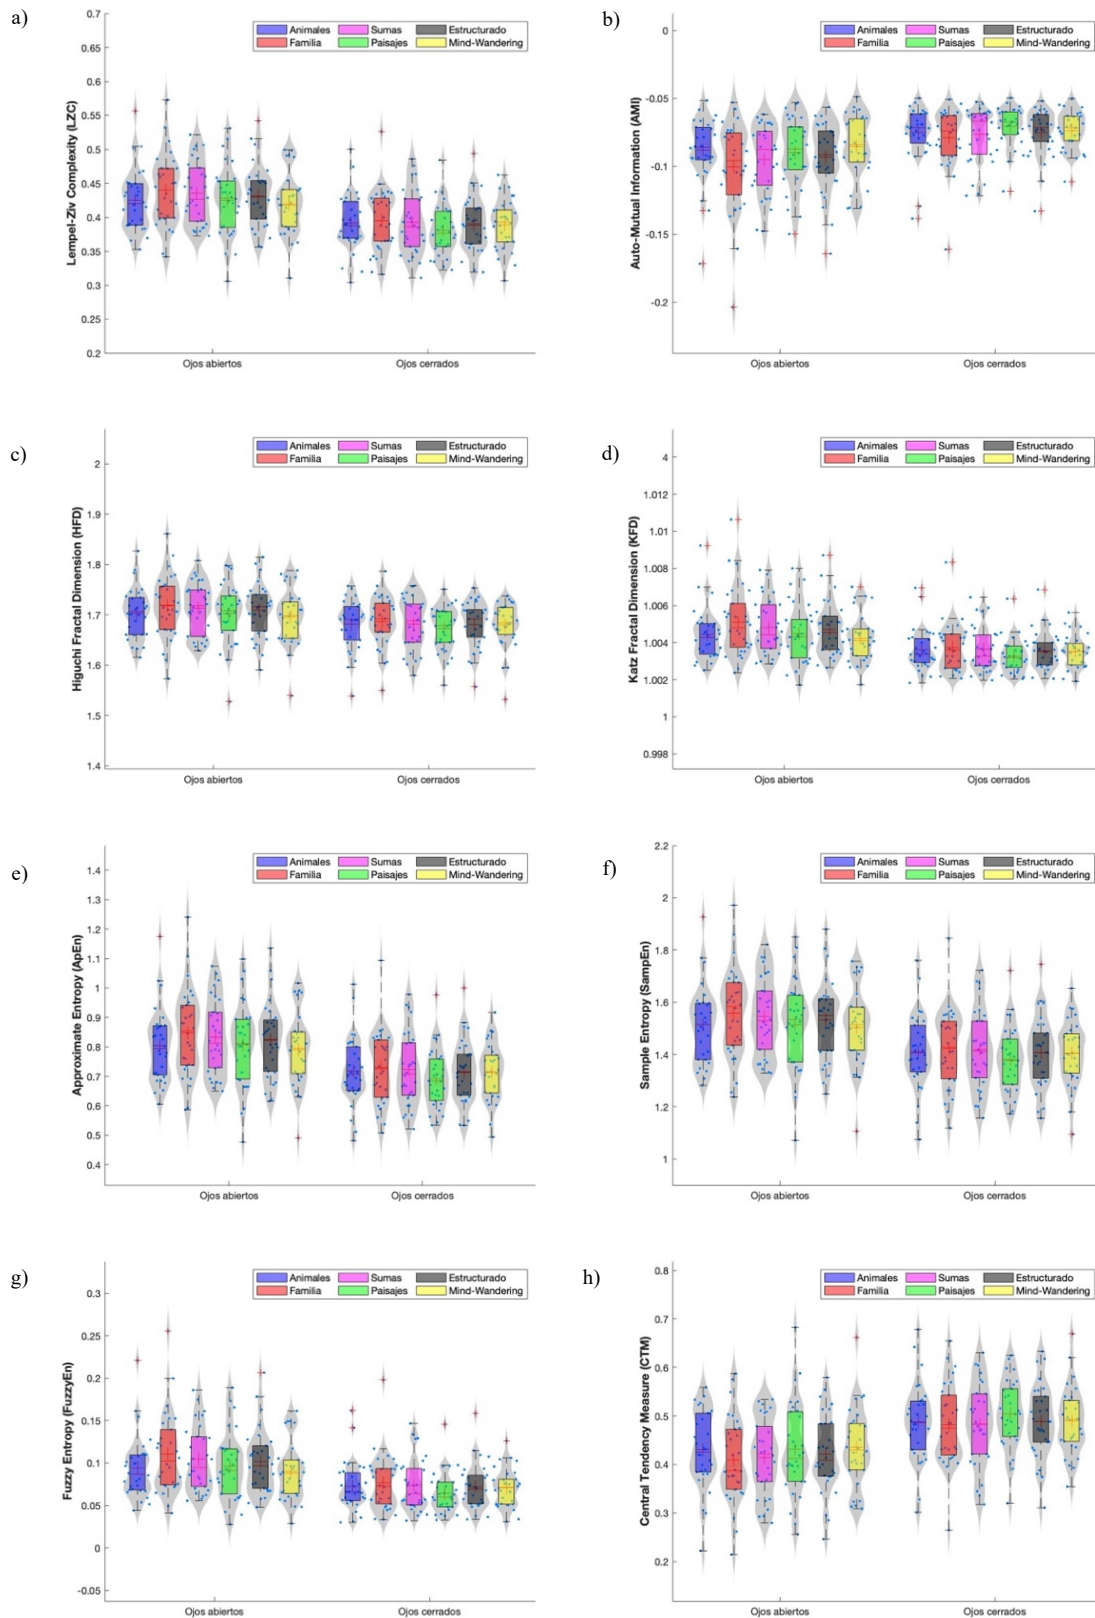 a)
0.7
0.65
0.6
0.55
0.5
0.45
0.4
0.35
0.3
0.25
0.2
Lempel-Ziv Complexity (LZC)
Animales Sumas Estructurado
Familia Paisajes Mind-Wandering
Ojos abiertos Ojos cerrados
b)
0
-0.05
-0.1
-0.15
-0.2
Auto-Mutual Information (AMI)
Animales Sumas Estructurado
Familia Paisajes Mind-Wandering
Ojos abiertos Ojos cerrados
c)
2
1.9
1.8
1.7
1.6
1.5
1.4
Higuchi Fractal Dimension (HFD)
Animales Sumas Estructurado
Familia Paisajes Mind-Wandering
Ojos abiertos Ojos cerrados
d)
4
1.012
1.01
1.008
1.006
1.004
1.002
1
0.998
Katz Fractal Dimension (KFD)
Animales Sumas Estructurado
Familia Paisajes Mind-Wandering
Ojos abiertos Ojos cerrados
e)
1.4
1.3
1.2
1.1
1
0.9
0.8
0.7
0.6
0.5
0.4
Approximate Entropy (ApEn)
Animales Sumas Estructurado
Familia Paisajes Mind-Wandering
Ojos abiertos Ojos cerrados
f)
2.2
2
1.8
1.6
1.4
1.2
1
Sample Entropy (SampEn)
Animales Sumas Estructurado
Familia Paisajes Mind-Wandering
Ojos abiertos Ojos cerrados
g)
0.3
0.25
0.2
0.15
0.1
0.05
0
-0.05
Fuzzy Entropy (FuzzyEn)
Animales Sumas Estructurado
Familia Paisajes Mind-Wandering
Ojos abiertos Ojos cerrados
h)
0.8
0.7
0.6
0.5
0.4
0.3
0.2
Central Tendency Measure (CTM)
Animales Sumas Estructurado
Familia Paisajes Mind-Wandering
Ojos abiertos Ojos cerrados